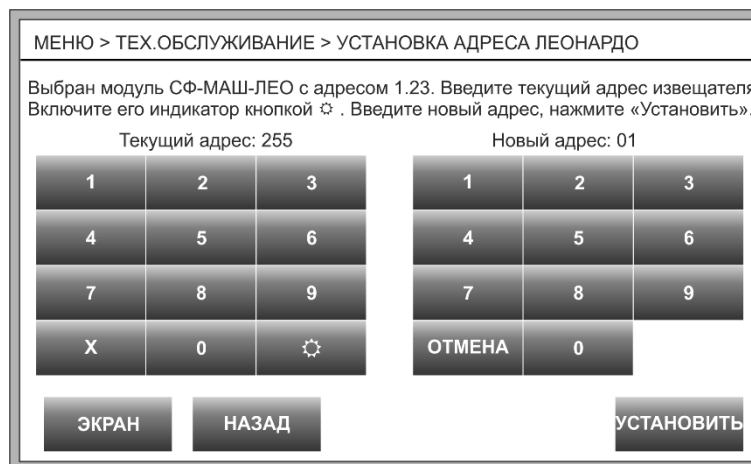 МЕНЮ > ТЕХ.ОБСЛУЖИВАНИЕ > УСТАНОВКА АДРЕСА ЛЕОНАРДО
Выбран модуль СФ-МАШ-ЛЕО с адресом 1.23. Введите текущий адрес извещателя
Включите его индикатор кнопкой ☼ . Введите новый адрес, нажмите «Установить».
Текущий адрес: 255 Новый адрес: 01
1 2 3 1 2 3
4 5 6 4 5 6
7 8 9 7 8 9
X 0 ☼ ОТМЕНА 0
ЭКРАН НАЗАД УСТАНОВИТЬ